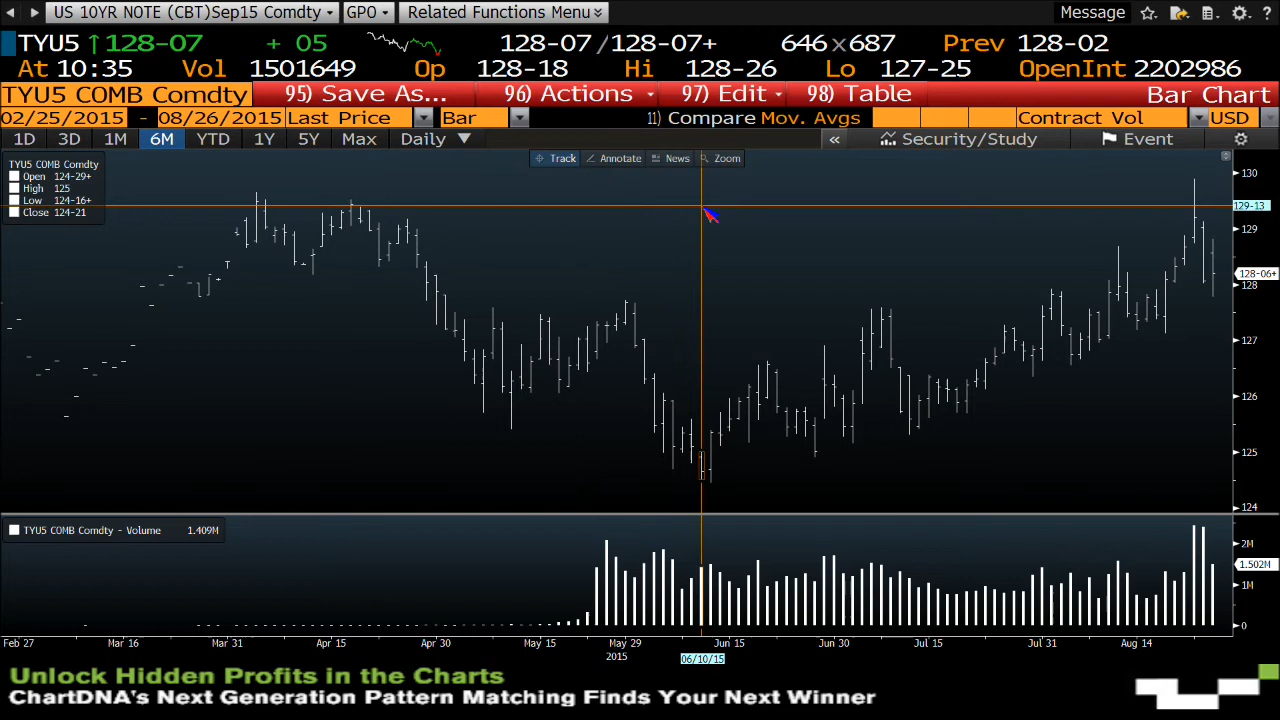 US 10YR NOTE (CBT)Sep15 Comdty GPO Related Functions Menu Message ?
TYU5 ↑128-07 + 05 128-07/128-07+ 646x687 Prev 128-02
At 10:35 Vol 1501649 Op 128-18 Hi 128-26 Lo 127-25 OpenInt 2202986
TYU5 COMB Comdty 95) Save As... 96) Actions 97) Edit 98) Table Bar Chart
02/25/2015 - 08/26/2015 Last Price Bar 11) Compare Mov. Avgs Contract Vol USD
1D 3D 1M 6M YTD 1Y 5Y Max Daily ▼ « Security/Study Event
Track Annotate News Zoom
TYU5 COMB Comdty
Open 124-29+
High 125
Low 124-16+
Close 124-21
130
129-13
129
128-06+
128
127
126
125
124
TYU5 COMB Comdty - Volume 1.409M
2M
1.502M
1M
0
Feb 27 Mar 16 Mar 31 Apr 15 Apr 30 May 15 May 29 Jun 15 Jun 30 Jul 15 Jul 31 Aug 14
2015 06/10/15
Unlock Hidden Profits in the Charts
ChartDNA's Next Generation Pattern Matching Finds Your Next Winner